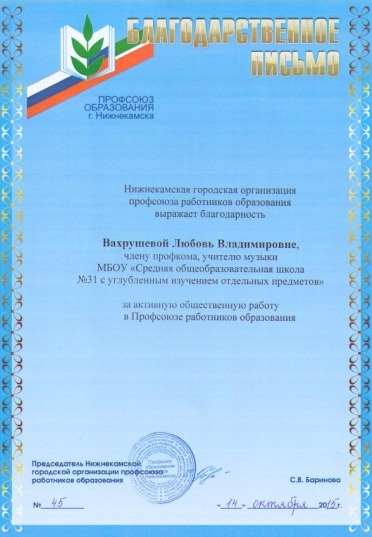 БЛАГОДАРСТВЕННОЕ
ПИСЬМО
ПРОФСОЮЗ
ОБРАЗОВАНИЯ
г. Нижнекамска
Нижнекамская городская организация
профсоюза работников образования
выражает благодарность
Вахрушевой Любовь Владимировне,
члену профкома, учителю музыки
МБОУ «Средняя общеобразовательная школа
№31 с углубленным изучением отдельных предметов»
за активную общественную работу
в Профсоюзе работников образования
Председатель Нижнекамской
городской организации профсоюза
работников образования
С.В. Баринова
№ 45
«14» октября 2015г.